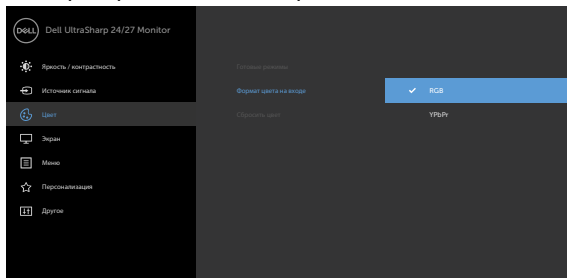 DELL
Dell UltraSharp 24/27 Monitor
Яркость / контрастность
Готовые режимы
Источник сигнала
Формат цвета на входе
RGB
Цвет
Сбросить цвет
YPbPr
Экран
Меню
Персонализация
Другое